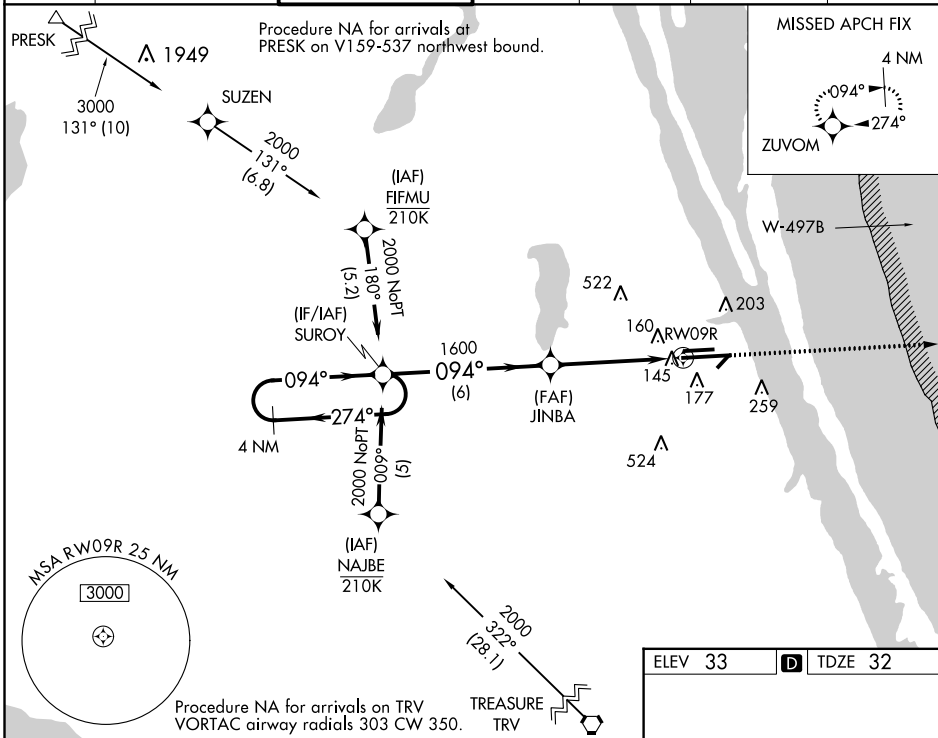 Procedure NA for arrivals at
PRESK on V159-537 northwest bound.
MISSED APCH FIX
4 NM
094°
274°
ZUVOM
PRESK
1949
3000
131° (10)
SUZEN
2000
131°
(6.8)
(IAF)
FIFMU
210K
2000 NoPT
180°
(5.2)
W-497B
522
203
160
RW09R
145
177
259
524
(IF/IAF)
SUROY
1600
094°
(6)
(FAF)
JINBA
094°
274°
4 NM
2000 NoPT
009°
(5)
(IAF)
NAJBE
210K
MSA RW09R 25 NM
3000
2000
322°
(28.1)
TREASURE
TRV
Procedure NA for arrivals on TRV
VORTAC airway radials 303 CW 350.
ELEV 33
D
TDZE 32